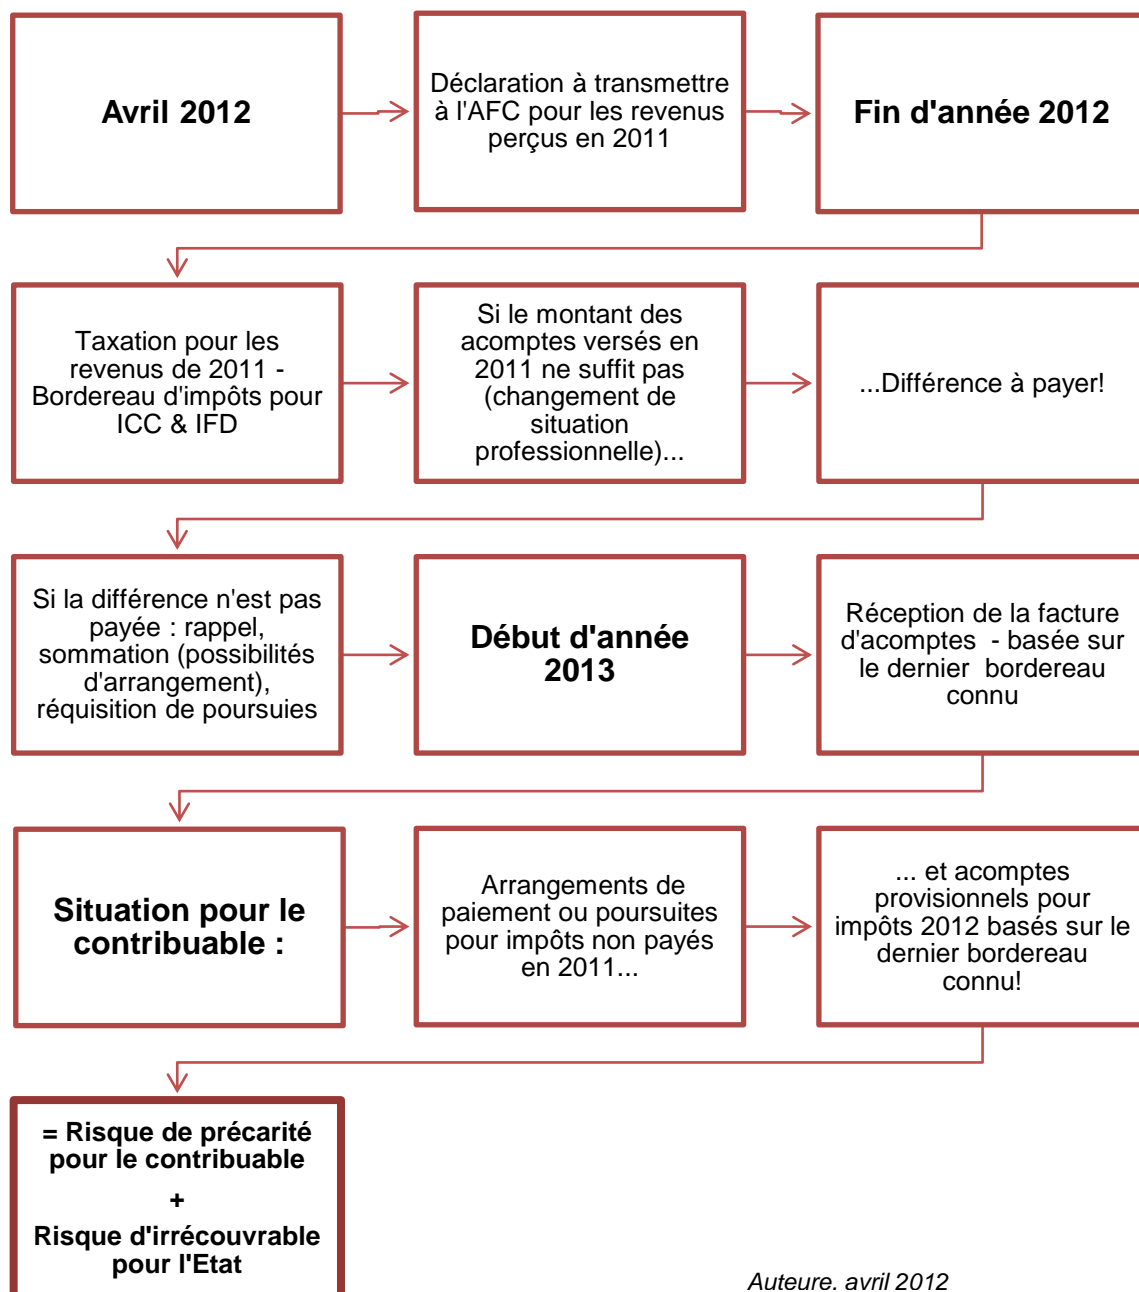 Avril 2012
Déclaration à transmettre
à l'AFC pour les revenus
perçus en 2011
Fin d'année 2012
Taxation pour les
revenus de 2011 -
Bordereau d'impôts pour
ICC & IFD
Si le montant des
acomptes versés en
2011 ne suffit pas
(changement de
situation
professionnelle)...
...Différence à payer!
Si la différence n'est pas
payée : rappel,
sommation (possibilités
d'arrangement),
réquisition de poursuies
Début d'année
2013
Réception de la facture
d'acomptes - basée sur
le dernier bordereau
connu
Situation pour le
contribuable :
Arrangements de
paiement ou poursuites
pour impôts non payés
en 2011...
... et acomptes
provisionnels pour
impôts 2012 basés sur le
dernier bordereau
connu!
= Risque de précarité
pour le contribuable
+
Risque d'irrécouvrable
pour l'Etat
Auteure, avril 2012